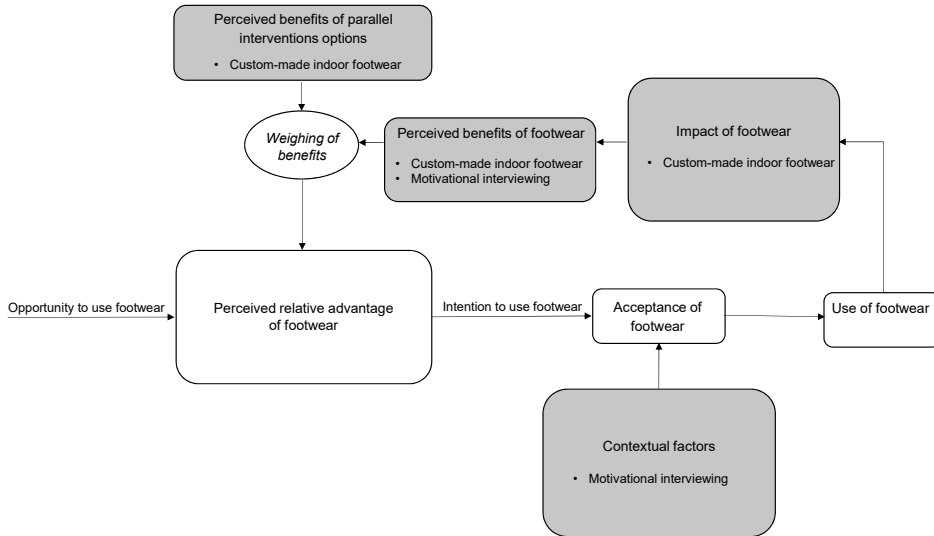 Perceived benefits of parallel
interventions options
• Custom-made indoor footwear
Weighing of
benefits
Perceived benefits of footwear
• Custom-made indoor footwear
• Motivational interviewing
Impact of footwear
• Custom-made indoor footwear
Opportunity to use footwear
Perceived relative advantage
of footwear
Intention to use footwear
Acceptance of
footwear
Use of footwear
Contextual factors
• Motivational interviewing